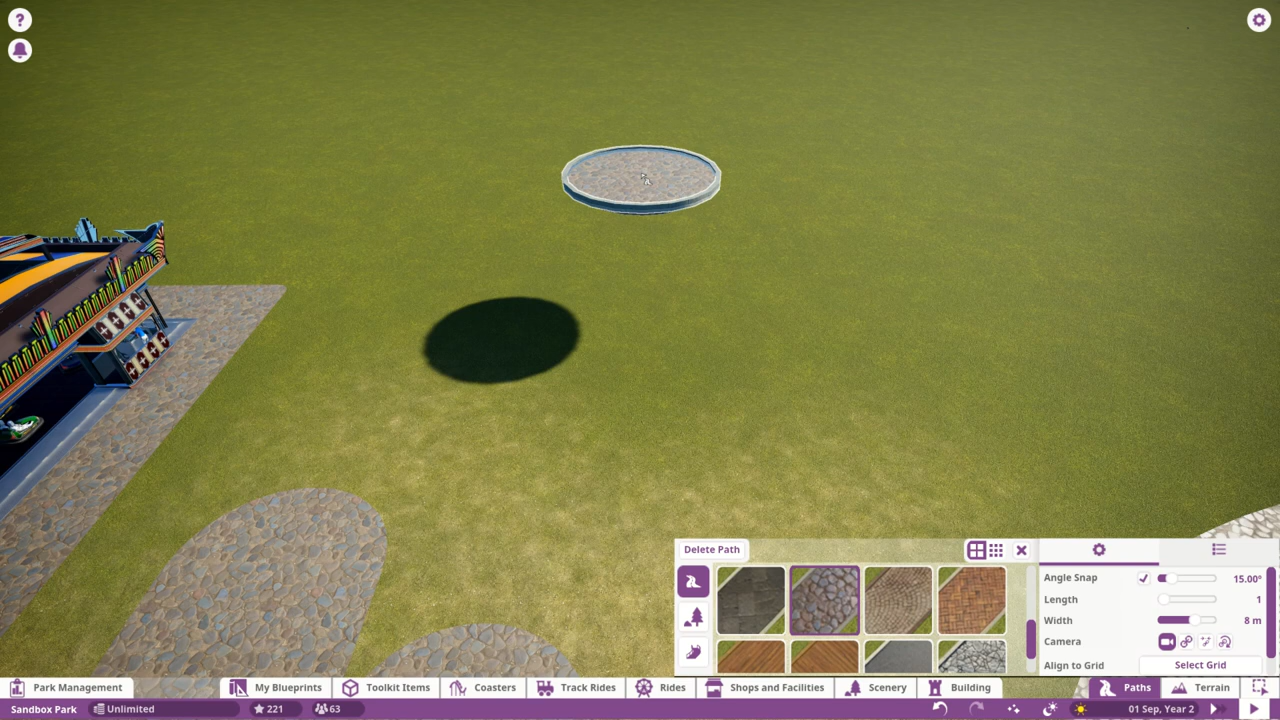 ?
Delete Path
Angle Snap 15.00°
Length 1
Width 8 m
Camera
Align to Grid Select Grid
Park Management My Blueprints Toolkit Items Coasters Track Rides Rides Shops and Facilities Scenery Building Paths Terrain
Sandbox Park Unlimited 221 63 01 Sep, Year 2